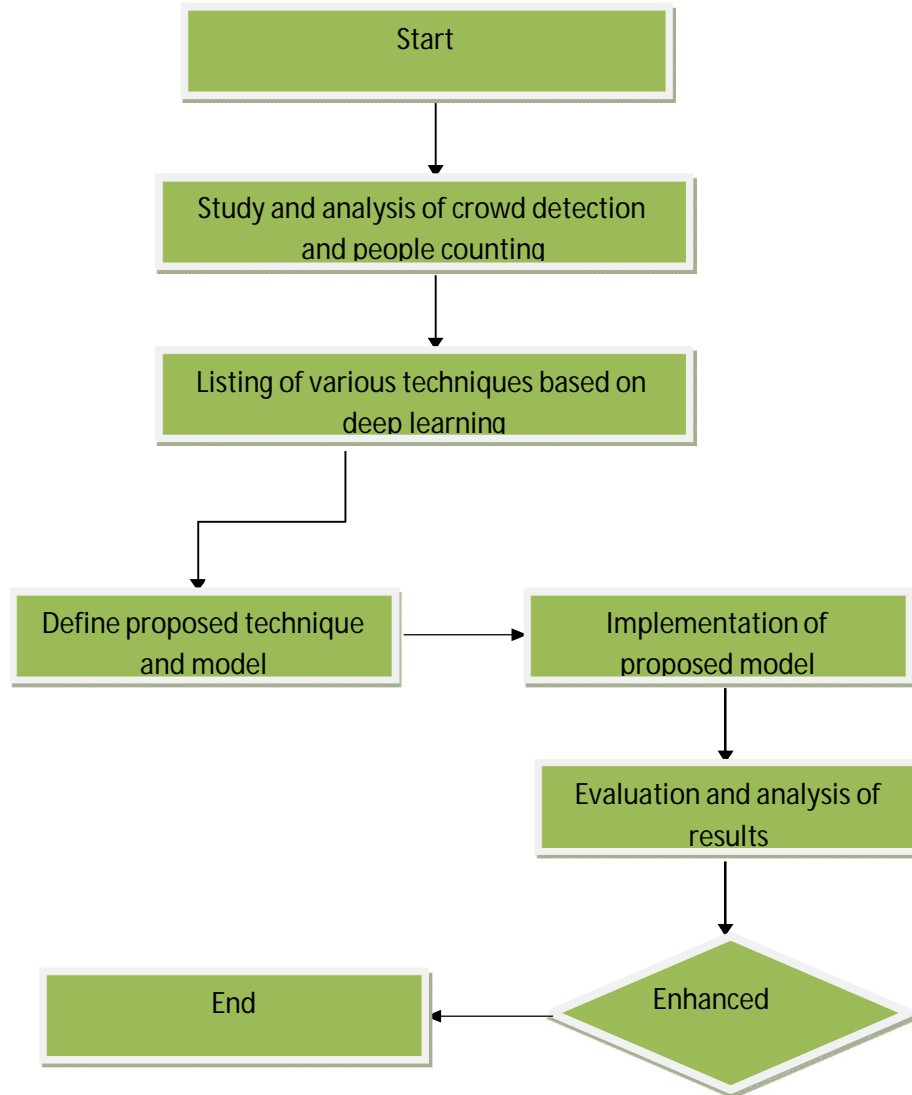 Start
Study and analysis of crowd detection
and people counting
Listing of various techniques based on
deep learning
Define proposed technique
and model
Implementation of
proposed model
Evaluation and analysis of
results
Enhanced
End